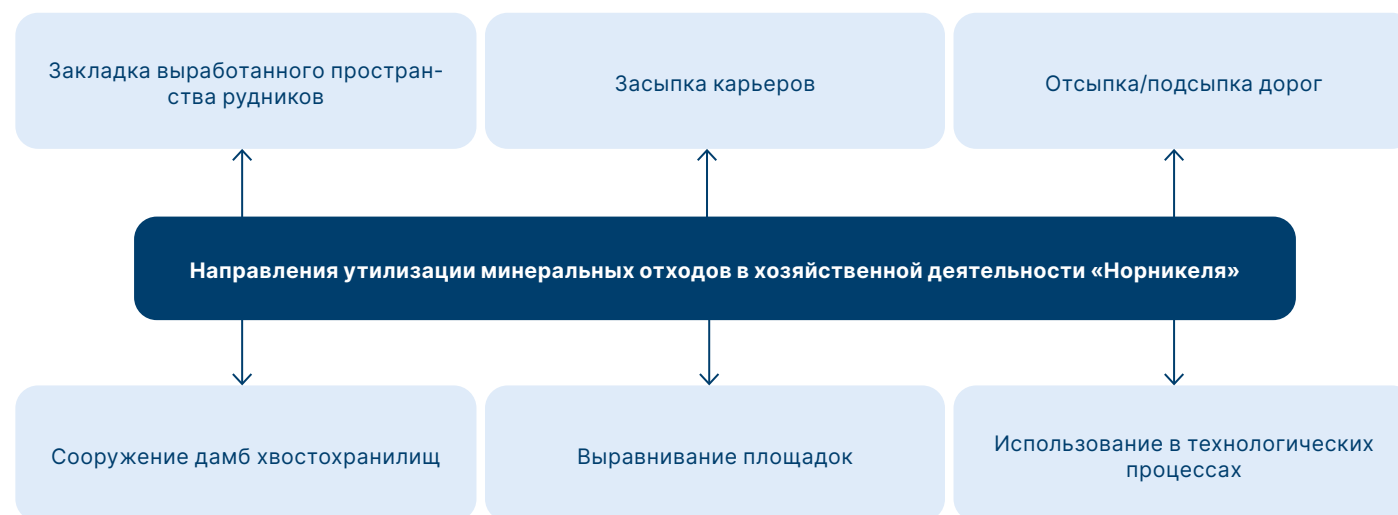 Закладка выработанного простран-
ства рудников
Засыпка карьеров
Отсыпка/подсыпка дорог
Направления утилизации минеральных отходов в хозяйственной деятельности «Норникеля»
Сооружение дамб хвостохранилищ
Выравнивание площадок
Использование в технологических
процессах